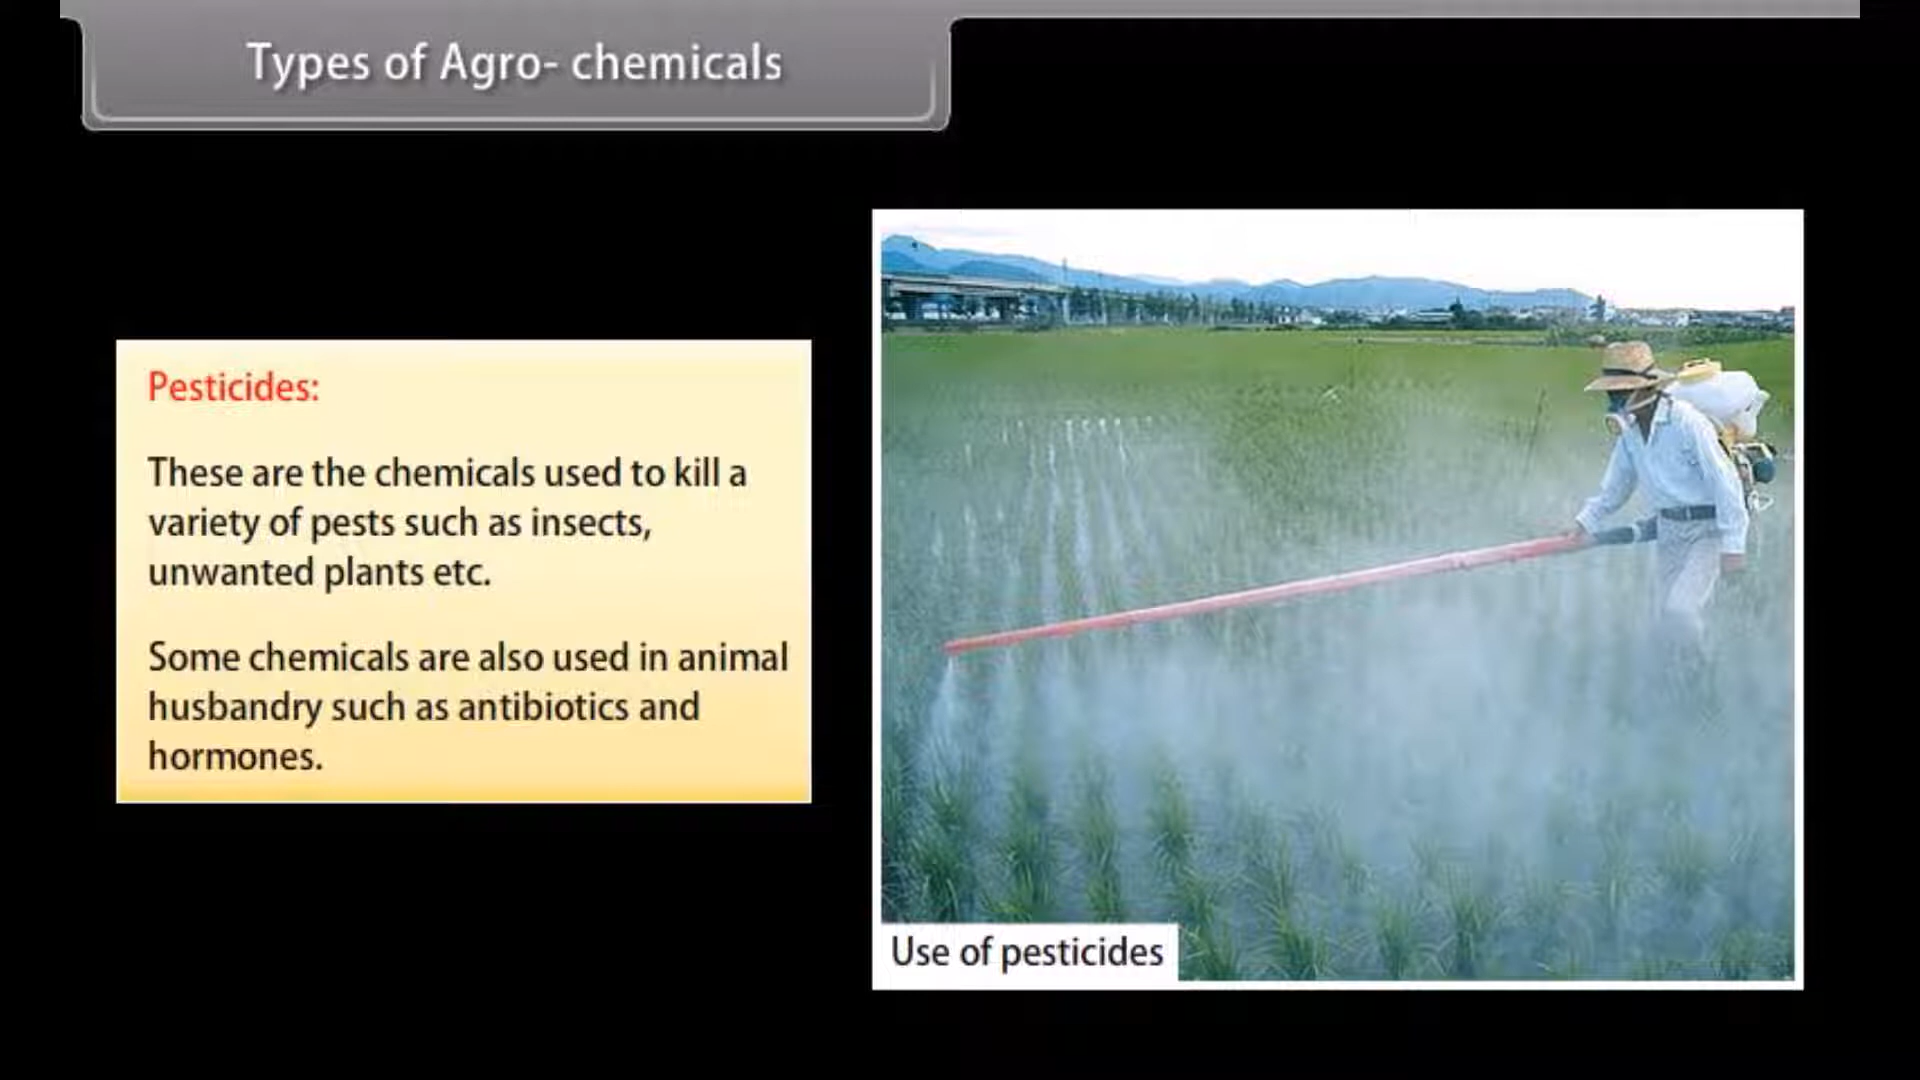 Types of Agro- chemicals
Pesticides:
These are the chemicals used to kill a
variety of pests such as insects,
unwanted plants etc.
Some chemicals are also used in animal
husbandry such as antibiotics and
hormones.
Use of pesticides